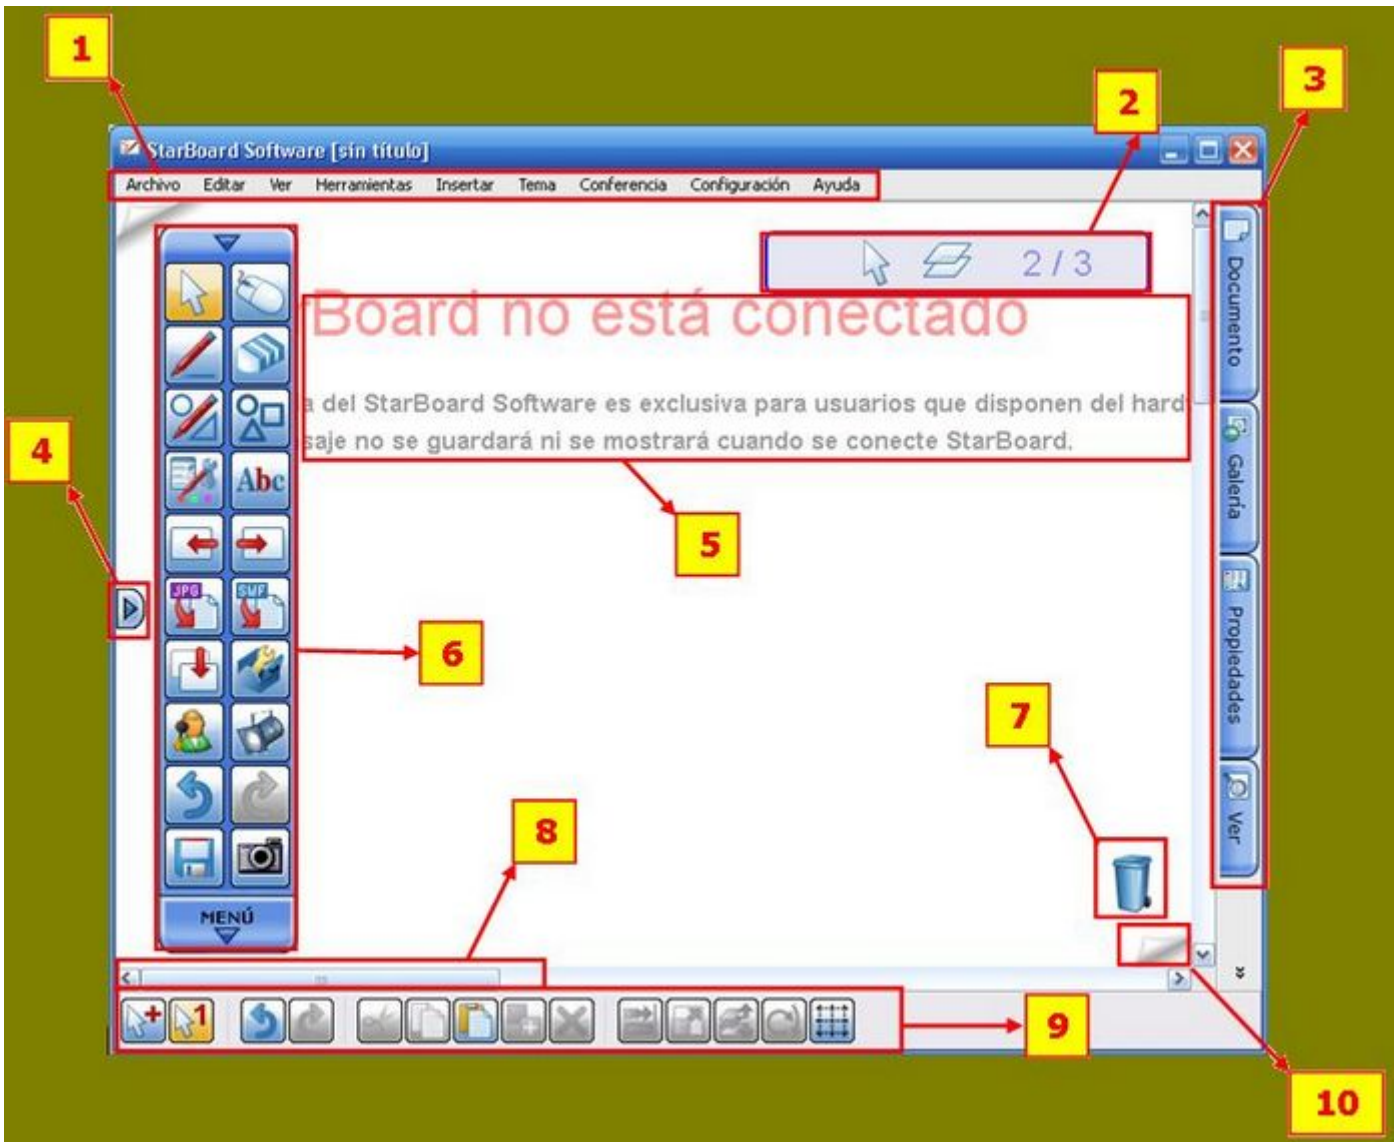 1
2
3
StarBoard Software [sin título]
Archivo Editar Ver Herramientas Insertar Tema Conferencia Configuración Ayuda
2 / 3
Board no está conectado
a del StarBoard Software es exclusiva para usuarios que disponen del hard
saje no se guardará ni se mostrará cuando se conecte StarBoard.
Documento
Galería
Propiedades
Ver
Abc
JPG
SWF
MENÚ
4
5
6
7
8
1
9
10